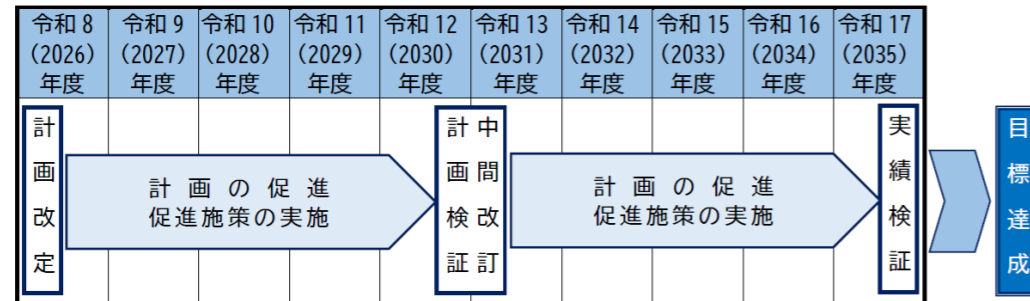 令和 8 (2026) 年度
令和 9 (2027) 年度
令和 10 (2028) 年度
令和 11 (2029) 年度
令和 12 (2030) 年度
令和 13 (2031) 年度
令和 14 (2032) 年度
令和 15 (2033) 年度
令和 16 (2034) 年度
令和 17 (2035) 年度
計画改定
計画の促進
促進施策の実施
中間改訂
計画検証
計画の促進
促進施策の実施
実績検証
目標達成